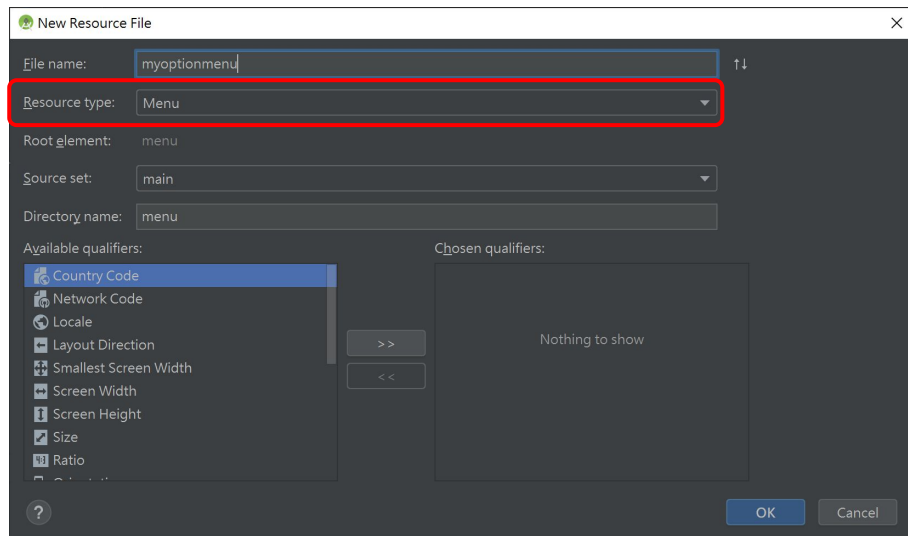 New Resource File
File name: myoptionmenu
Resource type: Menu
Root element: menu
Source set: main
Directory name: menu
Available qualifiers:
Country Code
Network Code
Locale
Layout Direction
Smallest Screen Width
Screen Width
Screen Height
Size
Ratio
>>
<<
Chosen qualifiers:
Nothing to show
?
OK
Cancel